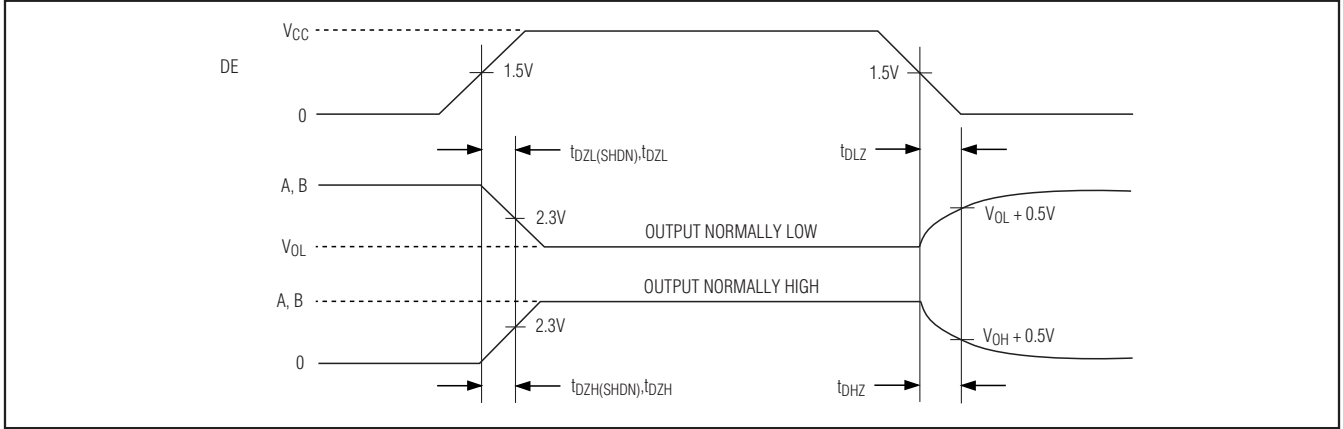 VCC
DE
1.5V
1.5V
0
tDZL(SHDN),tDZL
tDLZ
A, B
2.3V
VOL + 0.5V
OUTPUT NORMALLY LOW
VOL
OUTPUT NORMALLY HIGH
A, B
2.3V
VOH + 0.5V
0
tDZH(SHDN),tDZH
tDHZ